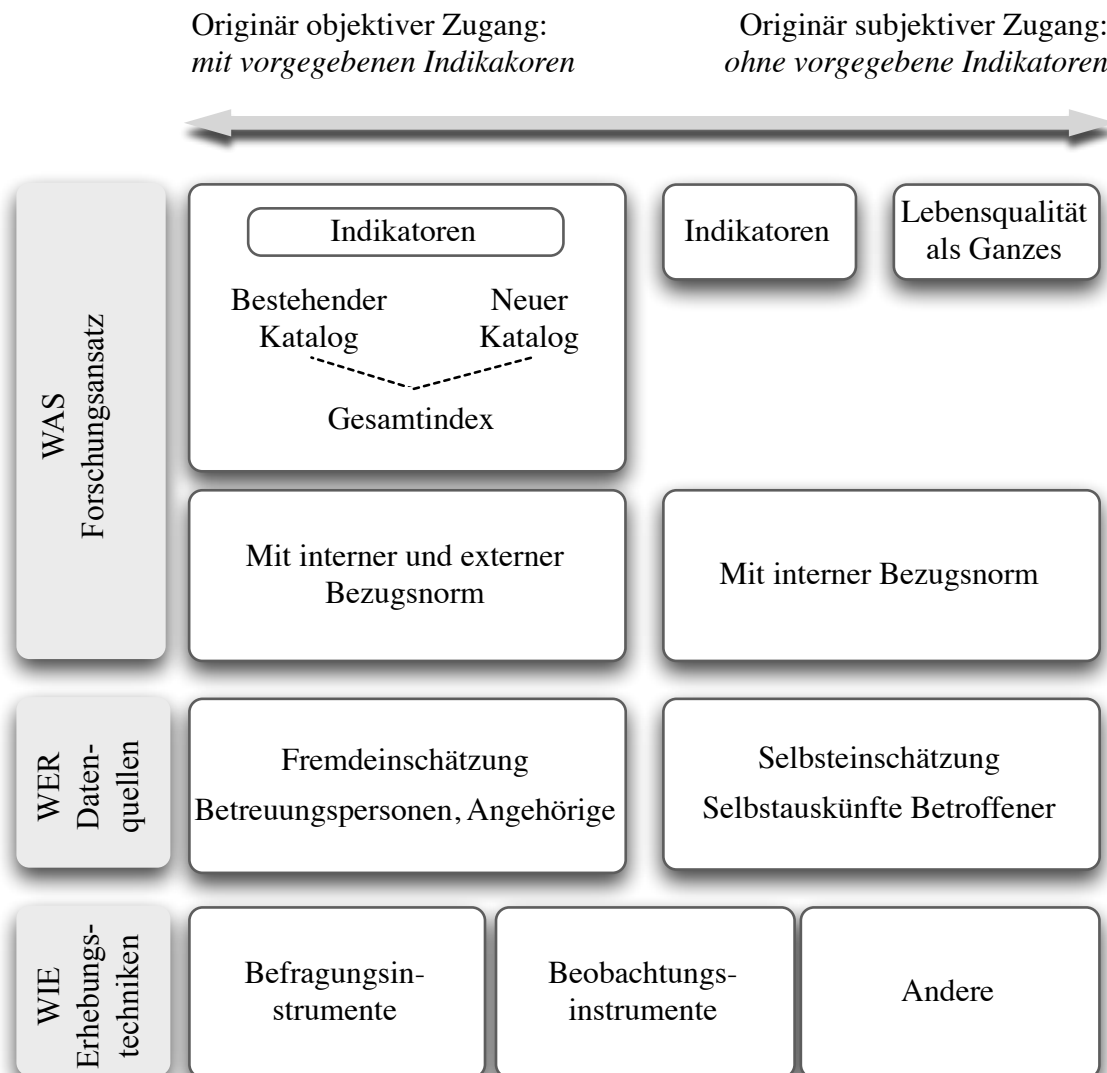 Originär objektiver Zugang:
mit vorgegebenen Indikakoren
Originär subjektiver Zugang:
ohne vorgegebene Indikatoren
WAS
Forschungsansatz
Indikatoren
Bestehender
Katalog
Neuer
Katalog
Gesamtindex
Indikatoren
Lebensqualität
als Ganzes
Mit interner und externer
Bezugsnorm
Mit interner Bezugsnorm
WER
Daten-
quellen
Fremdeinschätzung
Betreuungspersonen, Angehörige
Selbsteinschätzung
Selbstauskünfte Betroffener
WIE
Erhebungs-
techniken
Befragungsin-
strumente
Beobachtungs-
instrumente
Andere